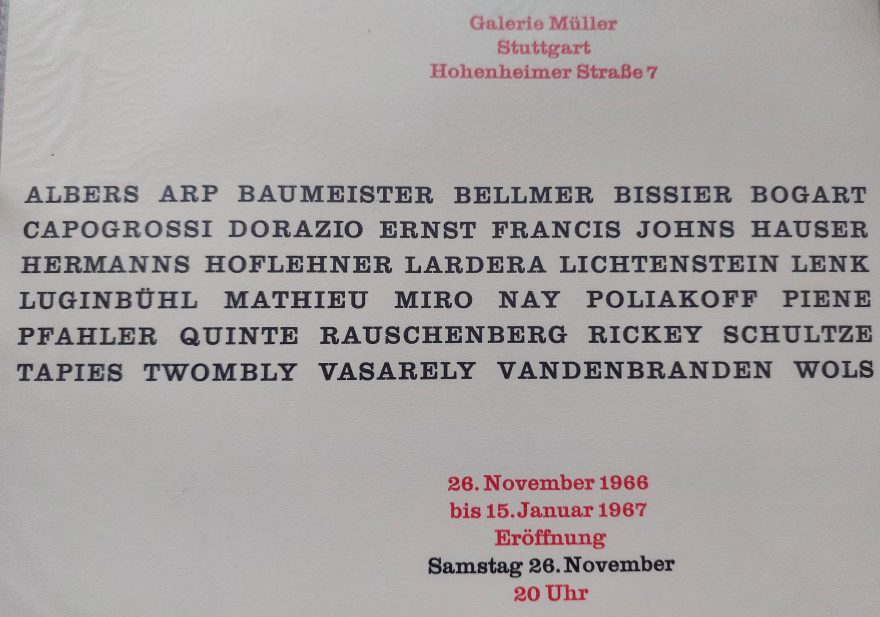 Galerie Müller
Stuttgart
Hohenheimer Straße 7
ALBERS ARP BAUMEISTER BELLMER BISSIER BOGART
CAPOGROSSI DORAZIO ERNST FRANCIS JOHNS HAUSER
HERMANNS HOFLEHNER LARDERA LICHTENSTEIN LENK
LUGINBÜHL MATHIEU MIRO NAY POLIAKOFF PIENE
PFAHLER QUINTE RAUSCHENBERG RICKEY SCHULTZE
TAPIES TWOMBLY VASARELY VANDENBRANDEN WOLS
26. November 1966
bis 15. Januar 1967
Eröffnung
Samstag 26. November
20 Uhr